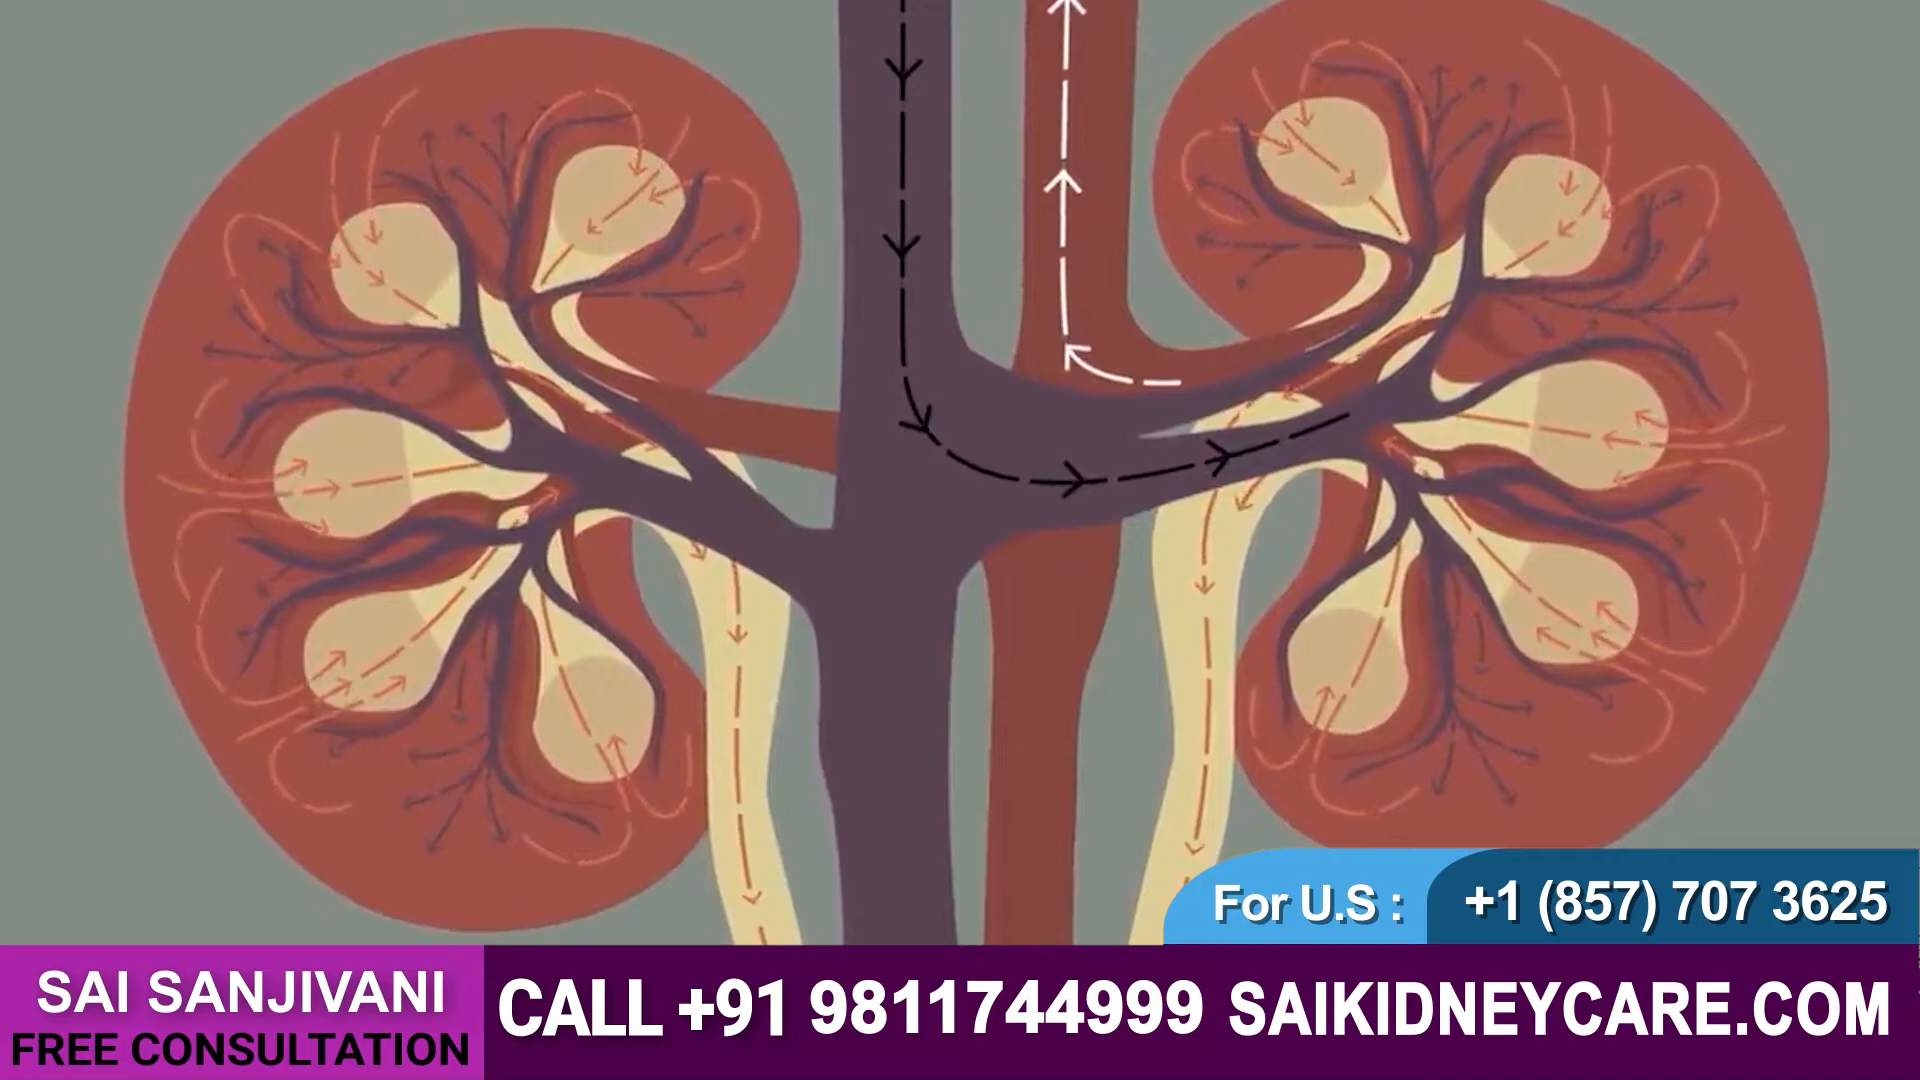 For U.S : +1 (857) 707 3625
SAI SANJIVANI
FREE CONSULTATION
CALL +91 9811744999 SAIKIDNEYCARE.COM